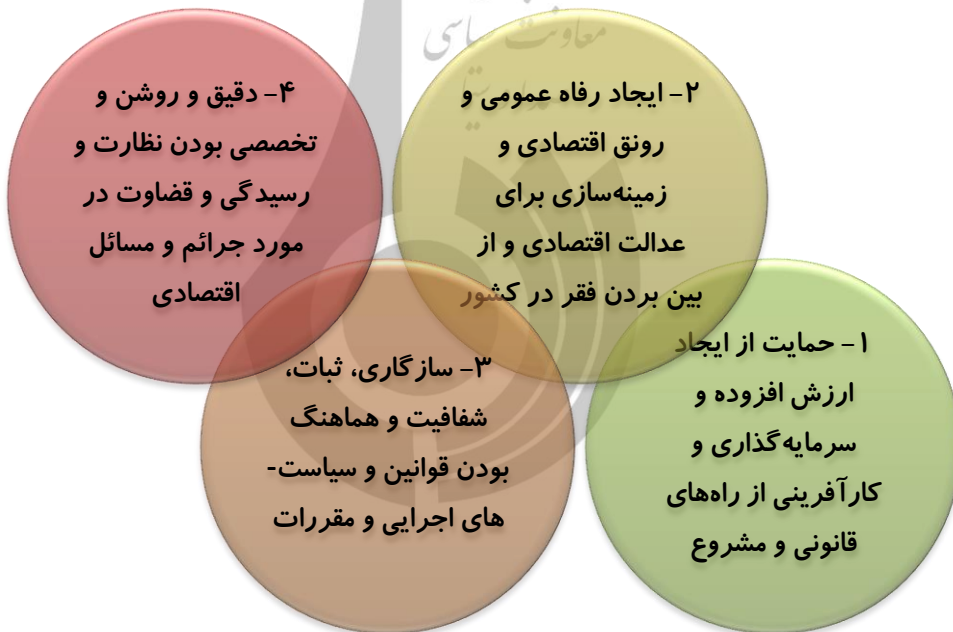 معاونت سیاسی
۱- حمایت از ایجاد
ارزش افزوده و
سرمایه‌گذاری و
کارآفرینی از راه‌های
قانونی و مشروع
۲- ایجاد رفاه عمومی و
رونق اقتصادی و
زمینه‌سازی برای
عدالت اقتصادی و از
بین بردن فقر در کشور
۳- سازگاری، ثبات،
شفافیت و هماهنگ
بودن قوانین و سیاست-
های اجرایی و مقررات
۴- دقیق و روشن و
تخصصی بودن نظارت و
رسیدگی و قضاوت در
مورد جرائم و مسائل
اقتصادی